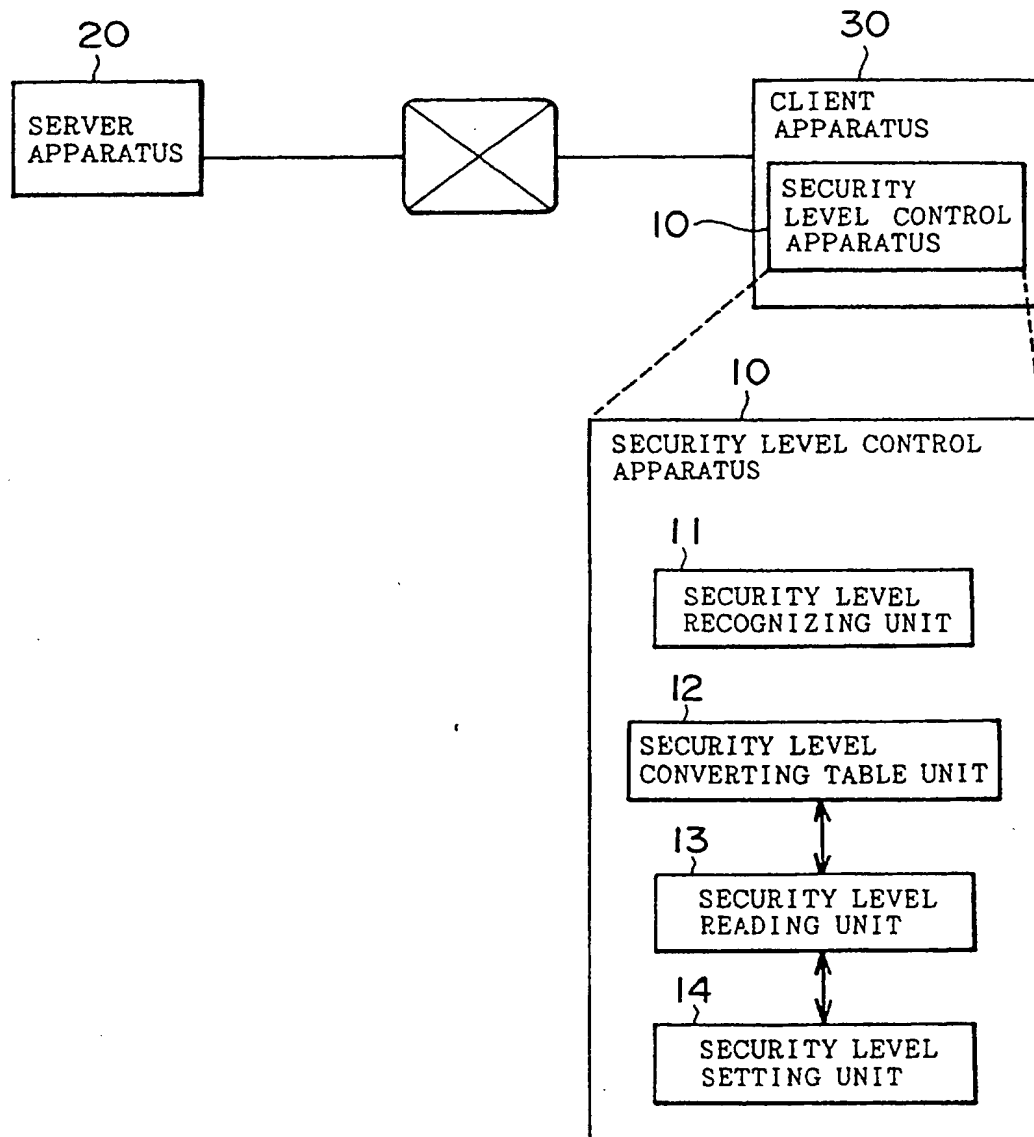 20
SERVER
APPARATUS
30
CLIENT
APPARATUS
10
SECURITY
LEVEL CONTROL
APPARATUS
10
SECURITY LEVEL CONTROL
APPARATUS
11
SECURITY LEVEL
RECOGNIZING UNIT
12
SECURITY LEVEL
CONVERTING TABLE UNIT
13
SECURITY LEVEL
READING UNIT
14
SECURITY LEVEL
SETTING UNIT